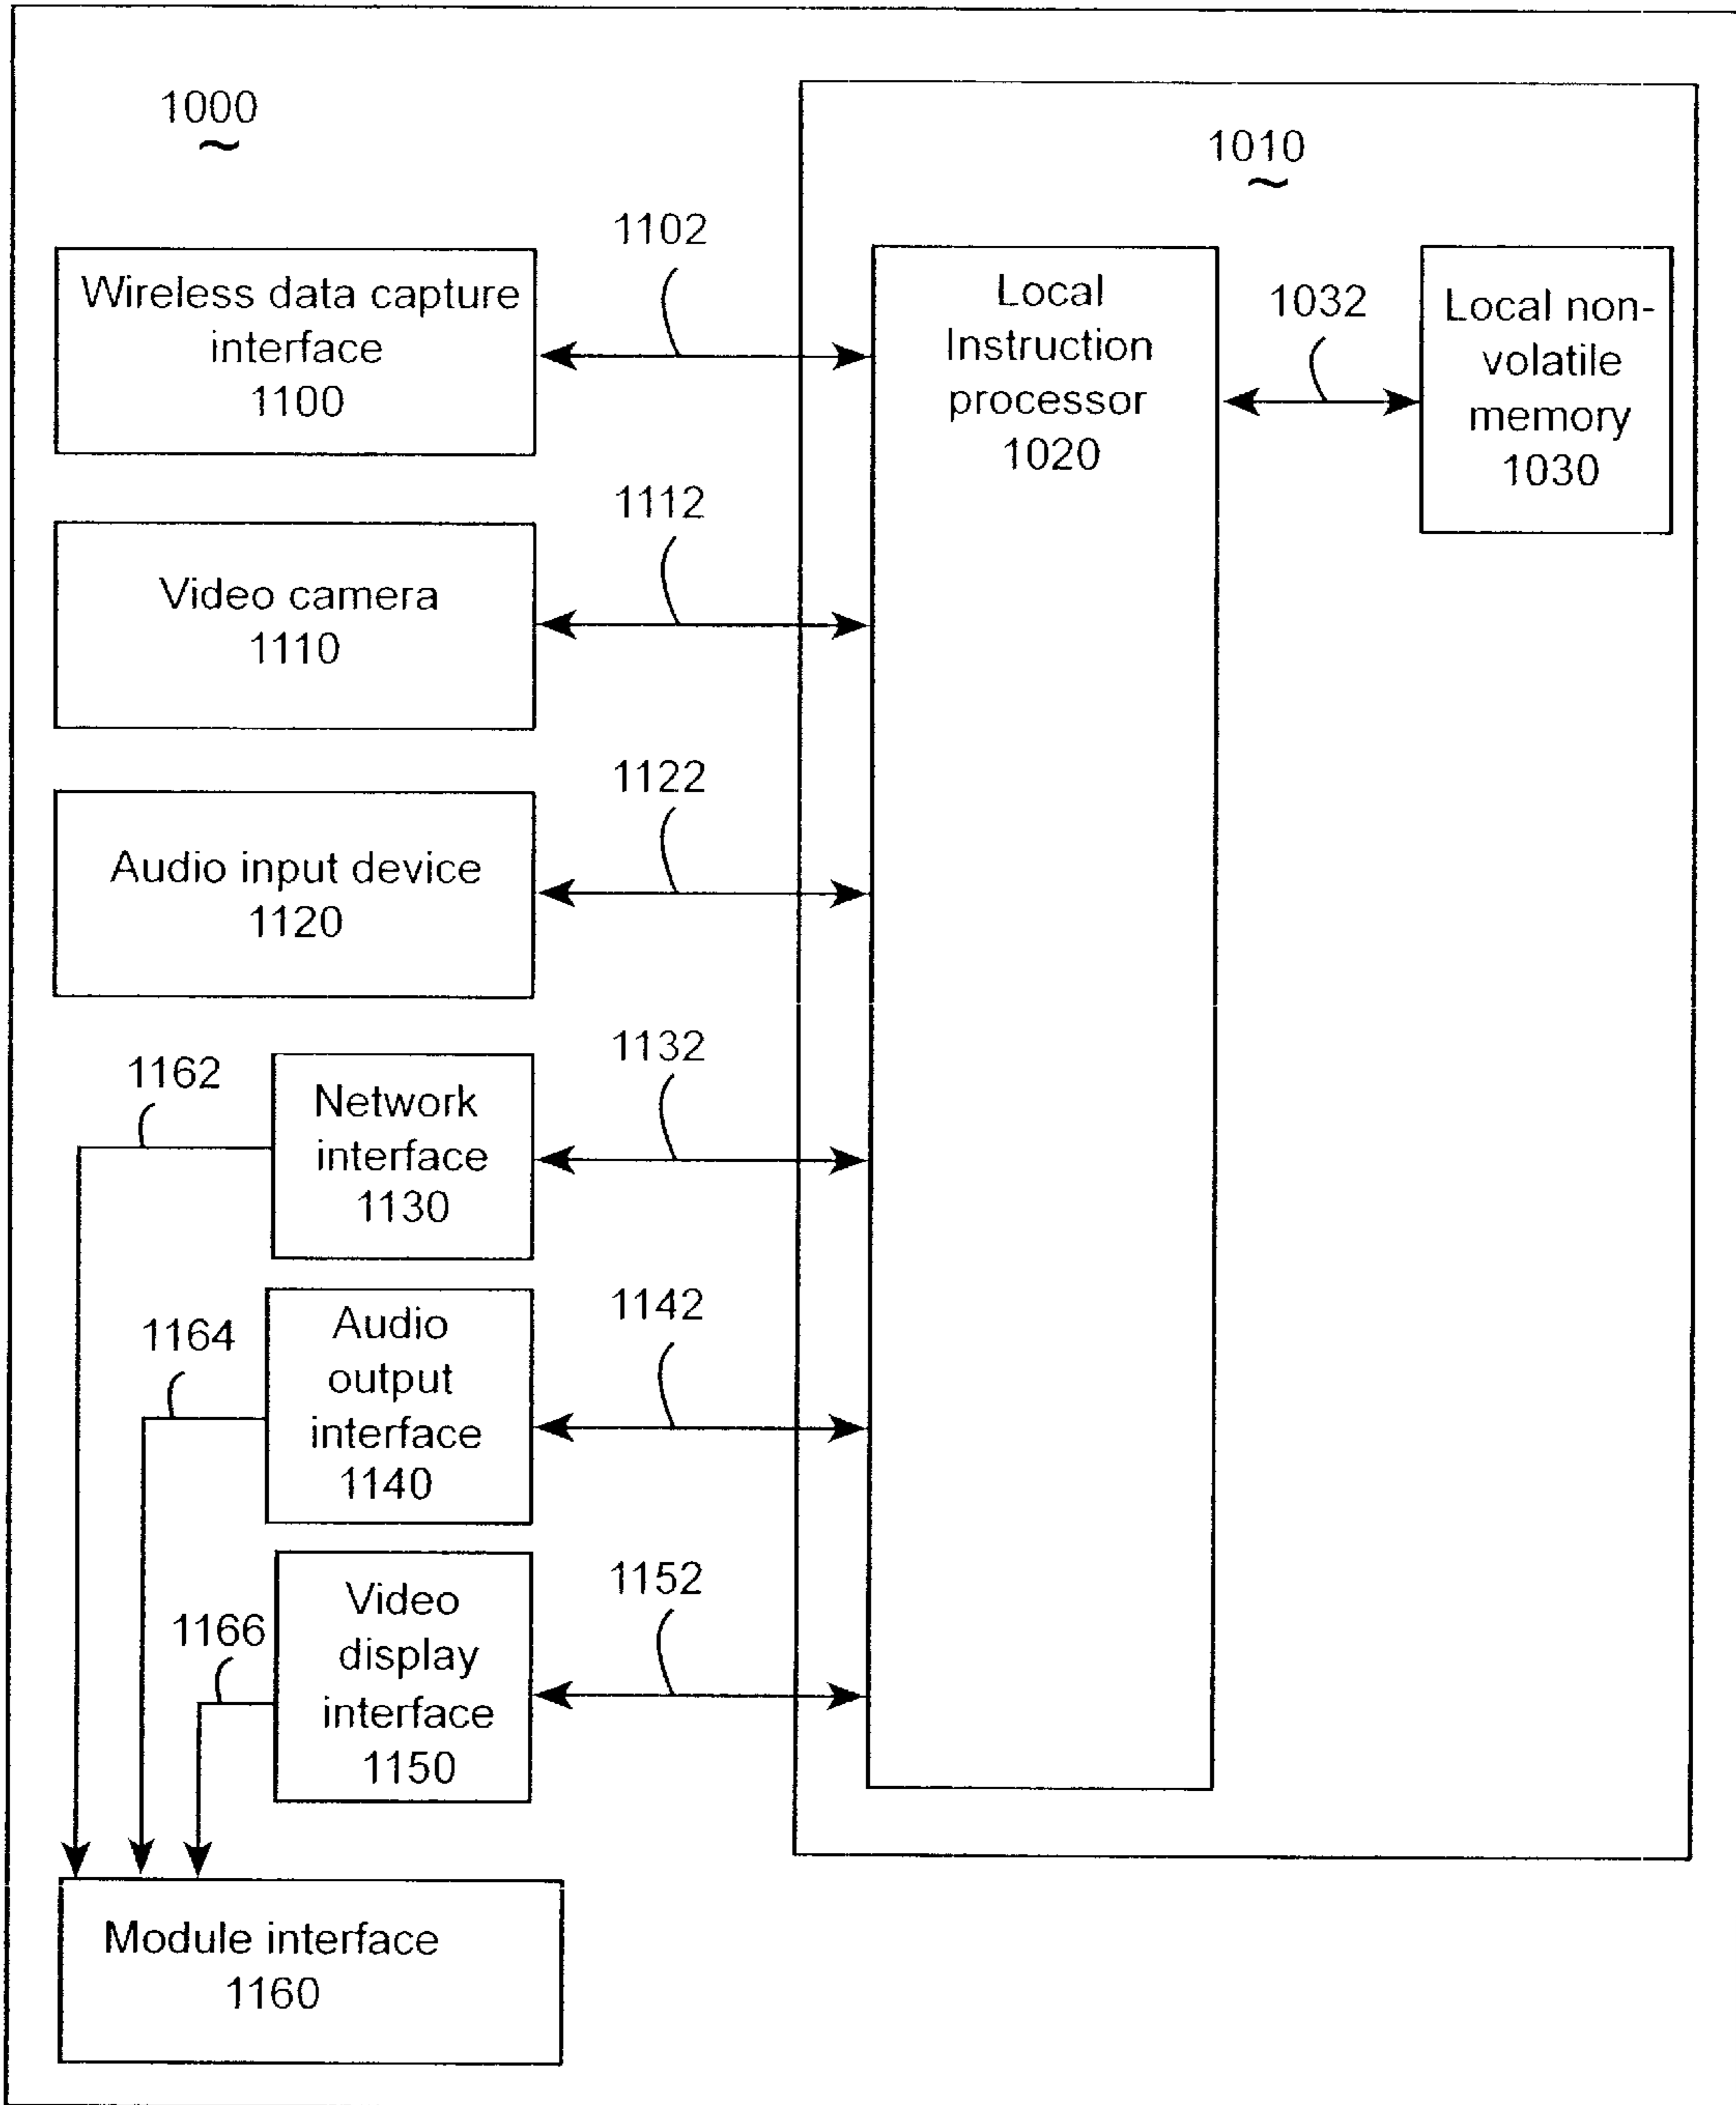 1000
~
1010
~
Wireless data capture
interface
1100
1102
Local
Instruction
processor
1020
1032
Local non-
volatile
memory
1030
Video camera
1110
1112
Audio input device
1120
1122
1162
Network
interface
1130
1132
1164
Audio
output
interface
1140
1142
1166
Video
display
interface
1150
1152
Module interface
1160